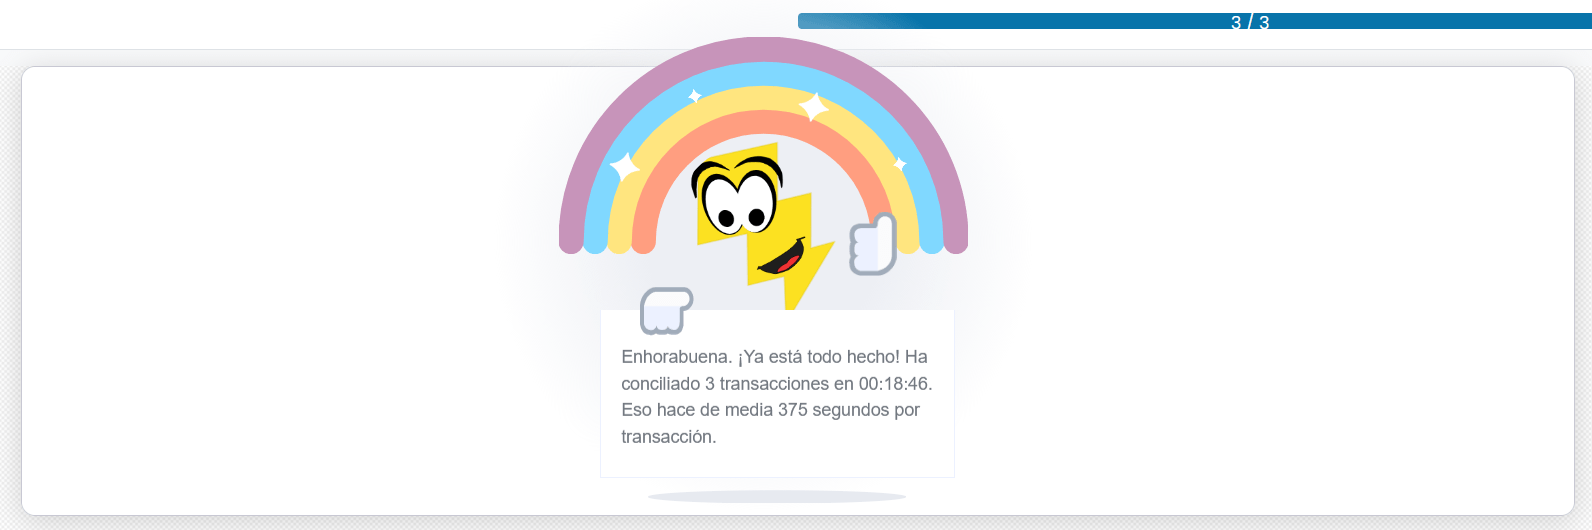 3 / 3
Enhorabuena. ¡Ya está todo hecho! Ha
conciliado 3 transacciones en 00:18:46.
Eso hace de media 375 segundos por
transacción.